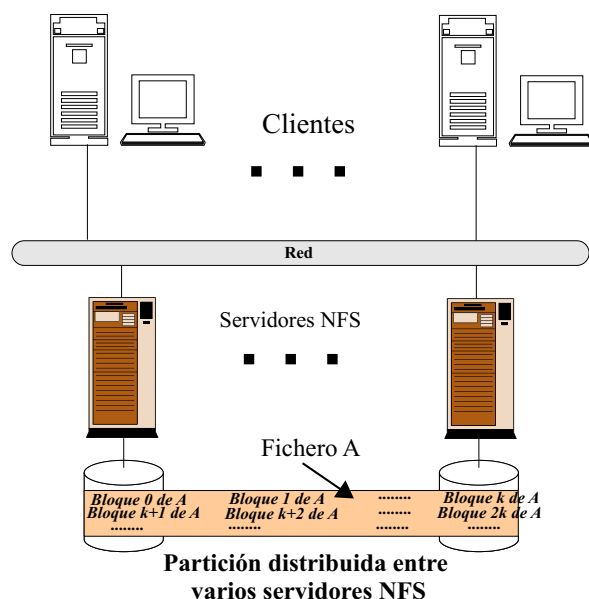 Clientes
Red
Servidores NFS
Fichero A
Bloque 0 de A Bloque 1 de A ........ Bloque k de A
Bloque k+1 de A Bloque k+2 de A ........ Bloque 2k de A
........ ........ ........ ........
Partición distribuida entre
varios servidores NFS